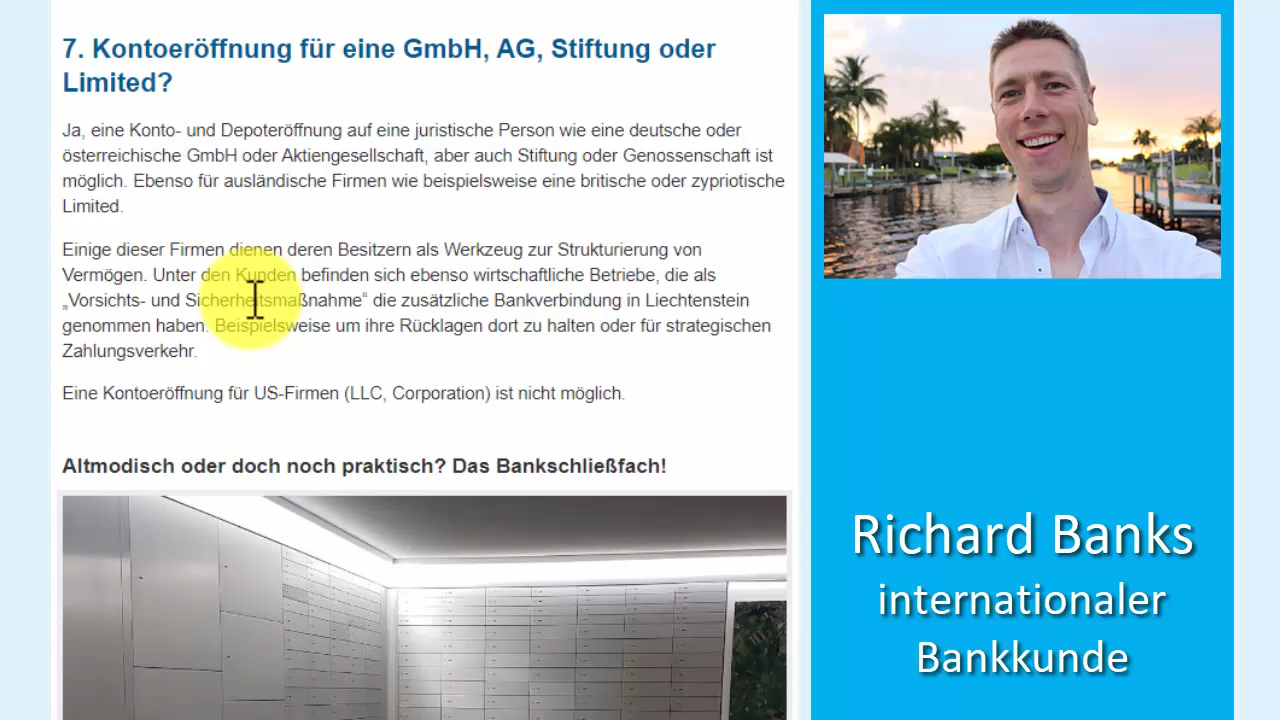 7. Kontoeröffnung für eine GmbH, AG, Stiftung oder
Limited?
Ja, eine Konto- und Depoteröffnung auf eine juristische Person wie eine deutsche oder
österreichische GmbH oder Aktiengesellschaft, aber auch Stiftung oder Genossenschaft ist
möglich. Ebenso für ausländische Firmen wie beispielsweise eine britische oder zypriotische
Limited.
Einige dieser Firmen dienen deren Besitzern als Werkzeug zur Strukturierung von
Vermögen. Unter den Kunden befinden sich ebenso wirtschaftliche Betriebe, die als
„Vorsichts- und Sicherheitsmaßnahme“ die zusätzliche Bankverbindung in Liechtenstein
genommen haben. Beispielsweise um ihre Rücklagen dort zu halten oder für strategischen
Zahlungsverkehr.
Eine Kontoeröffnung für US-Firmen (LLC, Corporation) ist nicht möglich.
Altmodisch oder doch noch praktisch? Das Bankschließfach!
Richard Banks
internationaler
Bankkunde